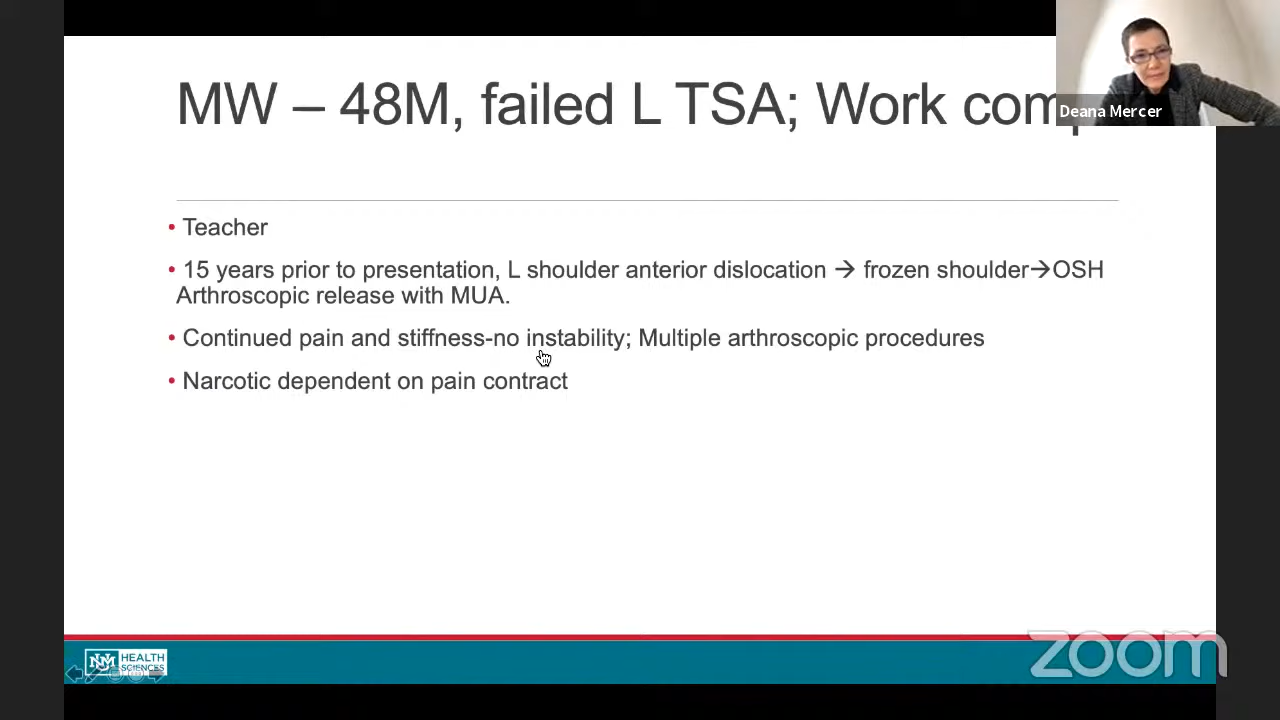 MW – 48M, failed L TSA; Work comp
Deana Mercer
• Teacher
• 15 years prior to presentation, L shoulder anterior dislocation → frozen shoulder→OSH
Arthroscopic release with MUA.
• Continued pain and stiffness-no instability; Multiple arthroscopic procedures
• Narcotic dependent on pain contract
UNM HEALTH
SCIENCES
zoom